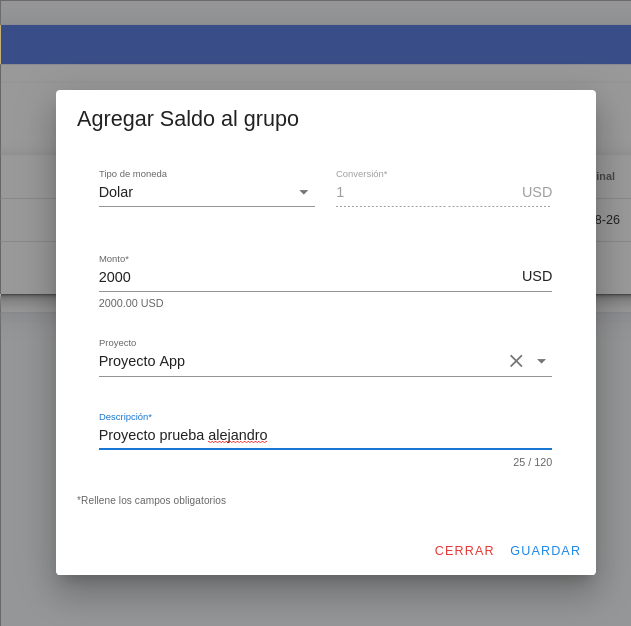 Agregar Saldo al grupo
Tipo de moneda
Conversión*
Dolar
1 USD
inal
8-26
Monto*
2000 USD
2000.00 USD
Proyecto
Proyecto App
Descripción*
Proyecto prueba alejandro
25 / 120
*Rellene los campos obligatorios
CERRAR GUARDAR